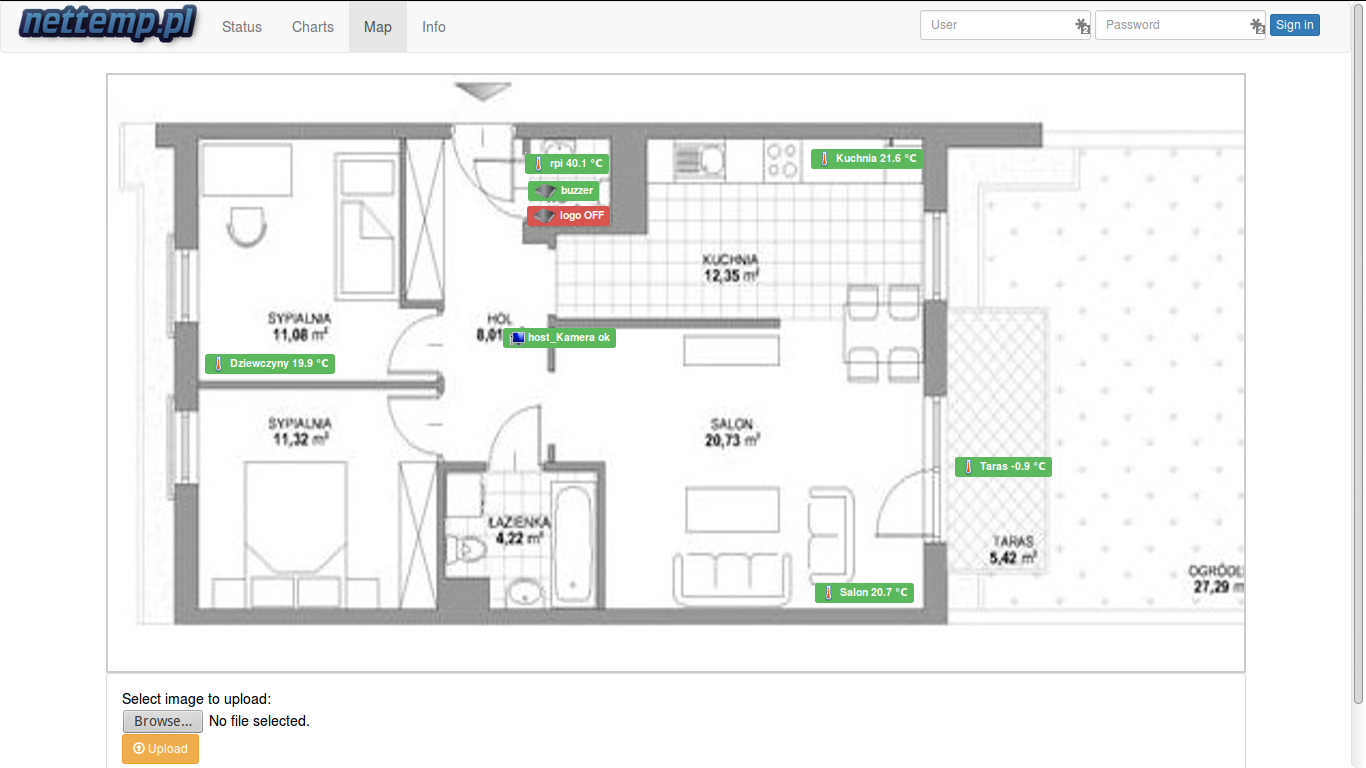 nettemp.pl
Status
Charts
Map
Info
User
Password
Sign in
rpi 40.1 °C
Kuchnia 21.6 °C
buzzer
logo OFF
KUCHNIA
12,35 m²
SYPIALNIA
11,08 m²
HOL
8,01
host_Kamera ok
Dziewczyny 19.9 °C
SYPIALNIA
11,32 m²
SALON
20,73 m²
Taras -0.9 °C
ŁAZIENKA
4,22 m²
TARAS
5,42 m²
OGRÓD
27,29 m
Salon 20.7 °C
Select image to upload:
Browse... No file selected.
Upload